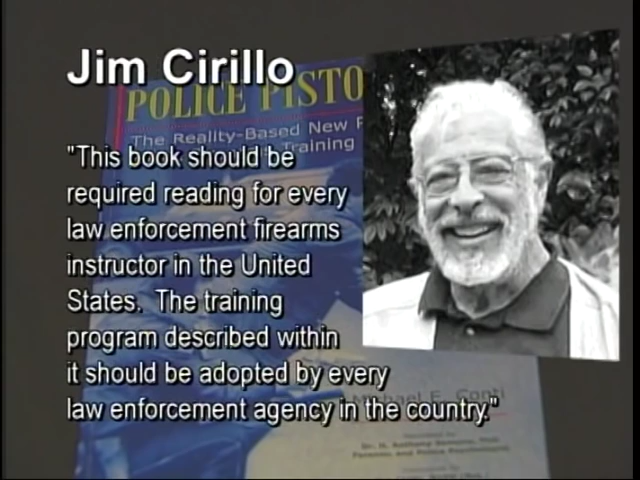 Jim Cirillo
POLICE PISTO
The Reality-Based New P
Training
"This book should be
required reading for every
law enforcement firearms
instructor in the United
States. The training
program described within
it should be adopted by every
law enforcement agency in the country."
Michael E. Conti